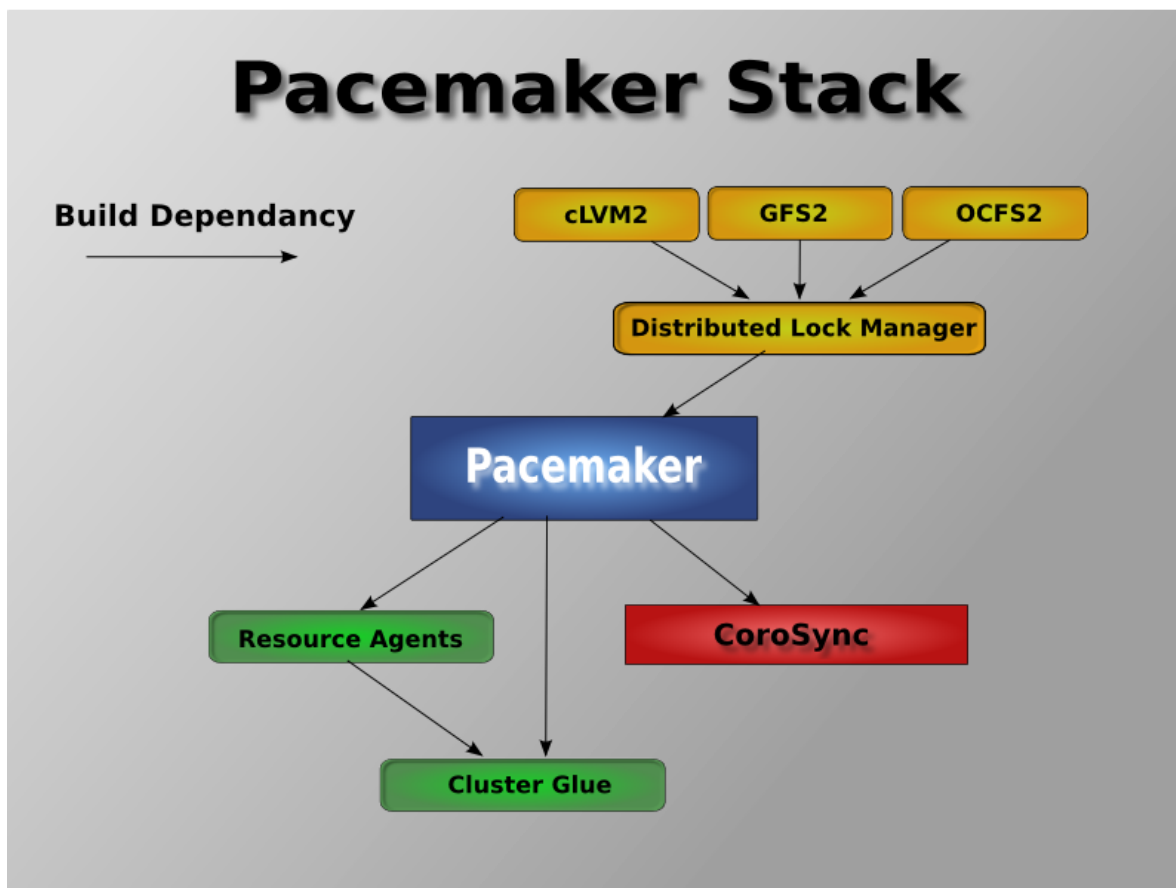 Pacemaker Stack
Build Dependancy
cLVM2
GFS2
OCFS2
Distributed Lock Manager
Pacemaker
Resource Agents
CoroSync
Cluster Glue